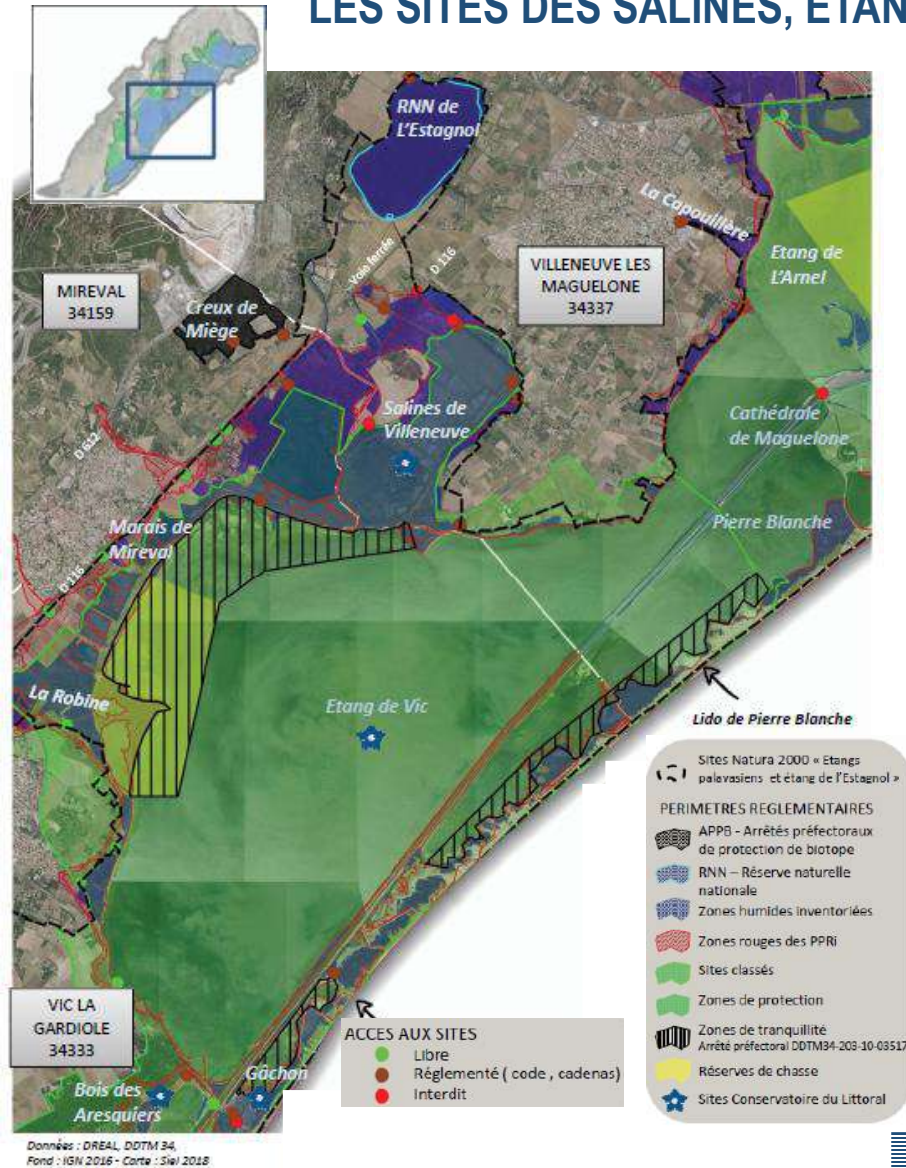 LES SITES DES SALINES, ETAN
RNN de
L'Estagnol
La Capouillère
Voie ferrée
D 116
MIREVAL
34159
Creux de
Miège
VILLENEUVE LES
MAGUELONE
34337
Etang de
L'Arnel
Salines de
Villeneuve
Cathédrale
de Maguelone
D 612
Marais de
Mireval
Pierre Blanche
D 116
La Robine
Etang de Vic
Lido de Pierre Blanche
Sites Natura 2000 « Etangs
palavasiens et étang de l'Estagnol »
PERIMETRES REGLEMENTAIRES
APPB - Arrêtés préfectoraux
de protection de biotope
RNN – Réserve naturelle
nationale
Zones humides inventoriées
Zones rouges des PPRi
Sites classés
Zones de protection
Zones de tranquillité
Arrêté préfectoral DDTM34-203-10-03517
Réserves de chasse
Sites Conservatoire du Littoral
VIC LA
GARDIOLE
34333
ACCES AUX SITES
Libre
Réglementé ( code , cadenas)
Interdit
Gâchon
Bois des
Aresquiers
Données : DREAL, DDTM 34,
Fond : IGN 2016 - Carte : Siel 2018